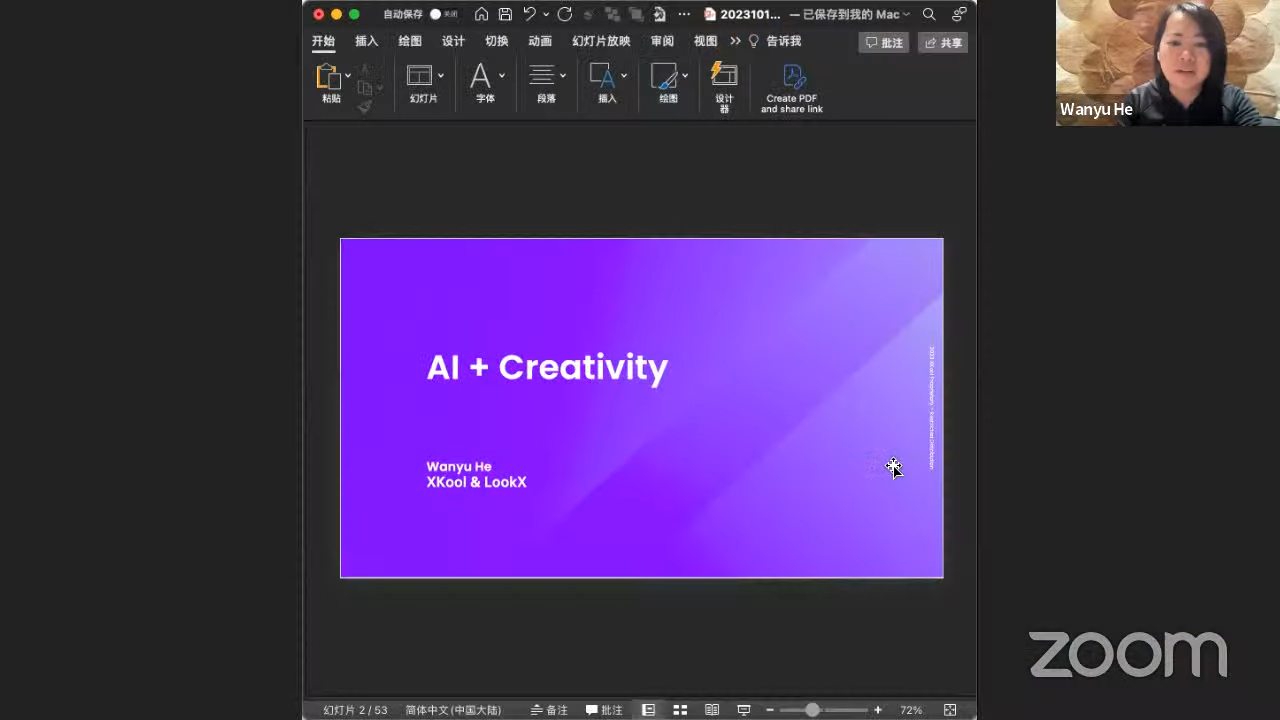 自动保存 关闭 ··· 2023101... — 已保存到我的 Mac
开始 插入 绘图 设计 切换 动画 幻灯片放映 审阅 视图 >> 告诉我 批注 共享
粘贴 幻灯片 字体 段落 插入 绘图 设计器 Create PDF and share link
Wanyu He
AI + Creativity
Wanyu He
XKool & LookX
幻灯片 2 / 53 简体中文 (中国大陆) 备注 批注 72%
zoom